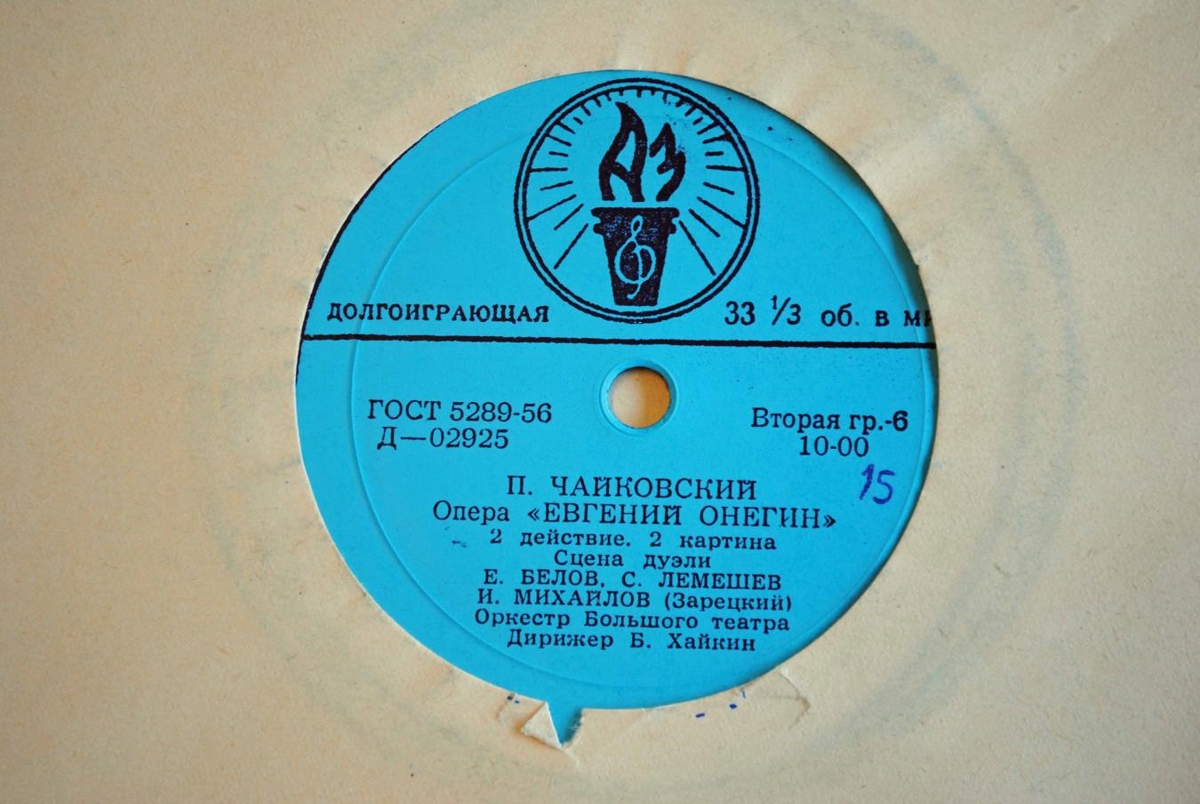 АЗ
ДОЛГОИГРАЮЩАЯ 33 1/3 об. в
ГОСТ 5289-56
Д—02925
Вторая гр.-6
10-00
15
П. ЧАЙКОВСКИЙ
Опера «ЕВГЕНИЙ ОНЕГИН»
2 действие. 2 картина
Сцена дуэли
Е. БЕЛОВ, С. ЛЕМЕШЕВ
И. МИХАЙЛОВ (Зарецкий)
Оркестр Большого театра
Дирижер Б. Хайкин